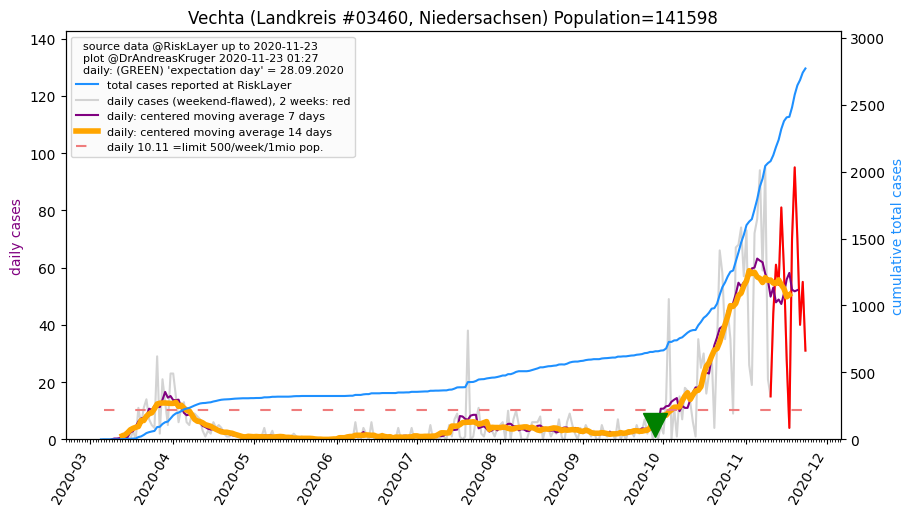 Vechta (Landkreis #03460, Niedersachsen) Population=141598
source data @RiskLayer up to 2020-11-23
plot @DrAndreasKruger 2020-11-23 01:27
daily: (GREEN) 'expectation day' = 28.09.2020
total cases reported at RiskLayer
daily cases (weekend-flawed), 2 weeks: red
daily: centered moving average 7 days
daily: centered moving average 14 days
daily 10.11 =limit 500/week/1mio pop.
daily cases
140
120
100
80
60
40
20
0
cumulative total cases
3000
2500
2000
1500
1000
500
0
2020-03
2020-04
2020-05
2020-06
2020-07
2020-08
2020-09
2020-10
2020-11
2020-12